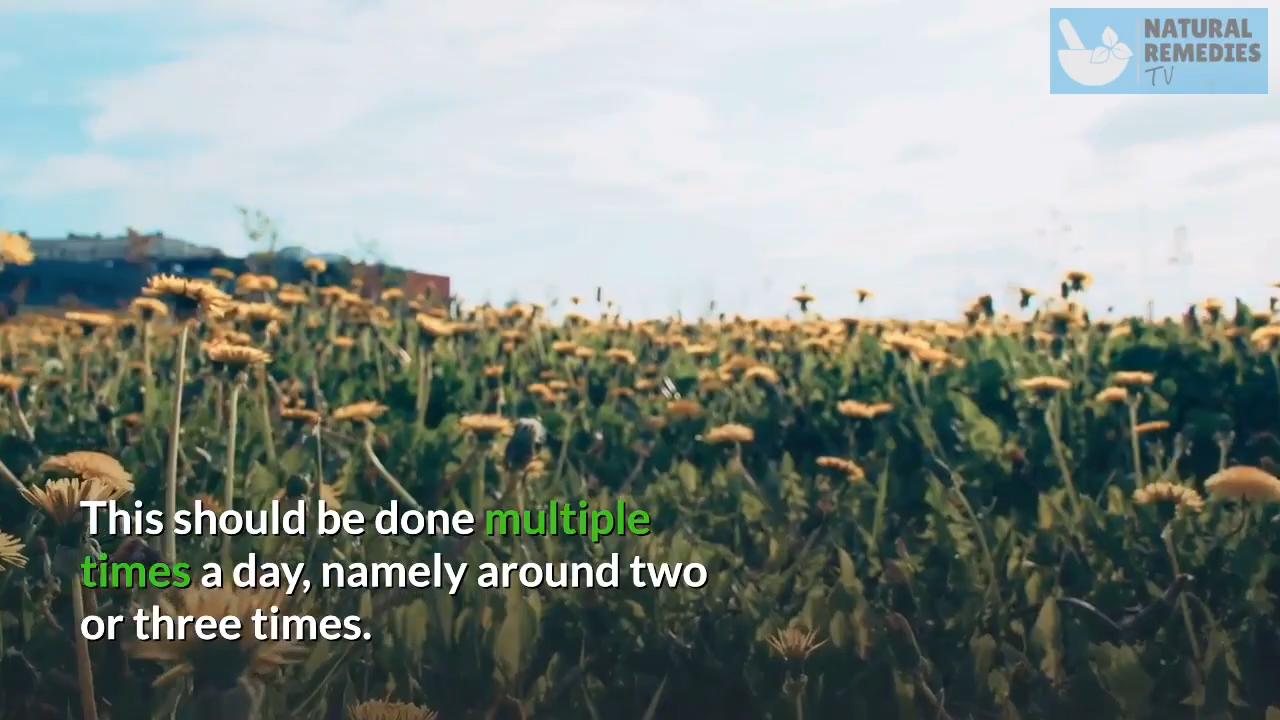 NATURAL
REMEDIES
TV
This should be done multiple
times a day, namely around two
or three times.